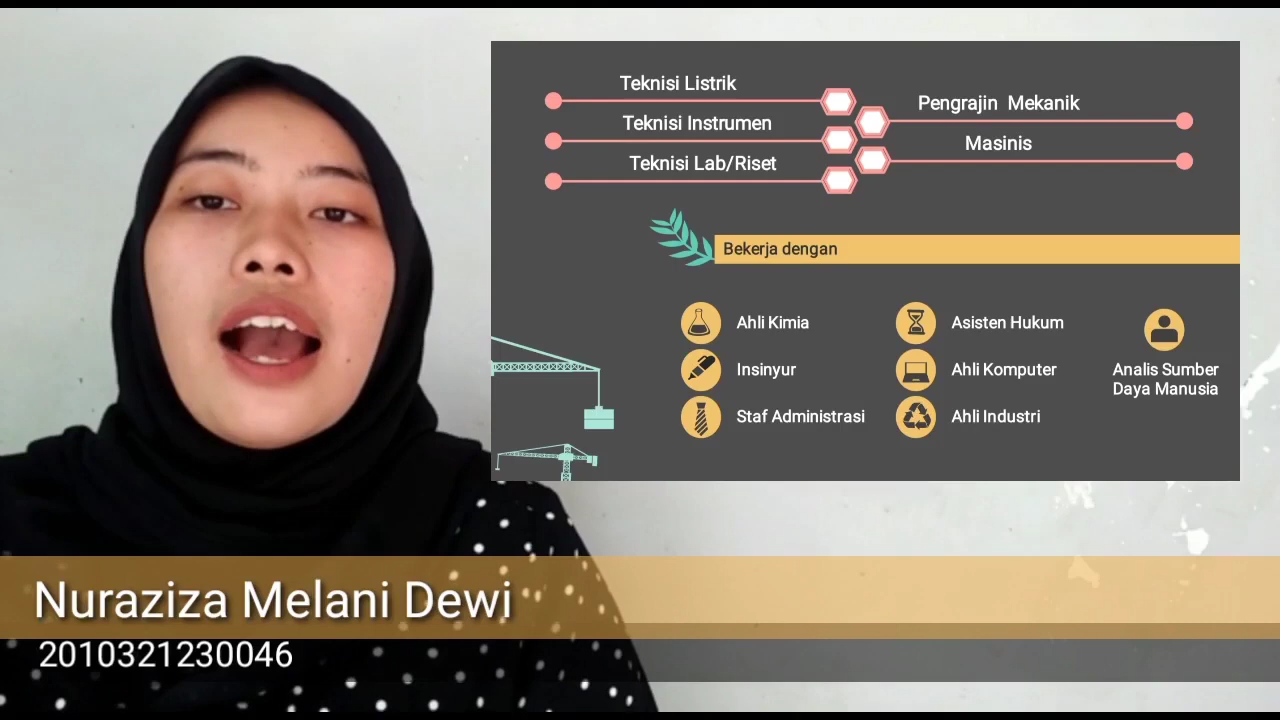 Teknisi Listrik
Teknisi Instrumen
Teknisi Lab/Riset
Pengrajin Mekanik
Masinis
Bekerja dengan
Ahli Kimia
Insinyur
Staf Administrasi
Asisten Hukum
Ahli Komputer
Ahli Industri
Analis Sumber
Daya Manusia
Nuraziza Melani Dewi
2010321230046